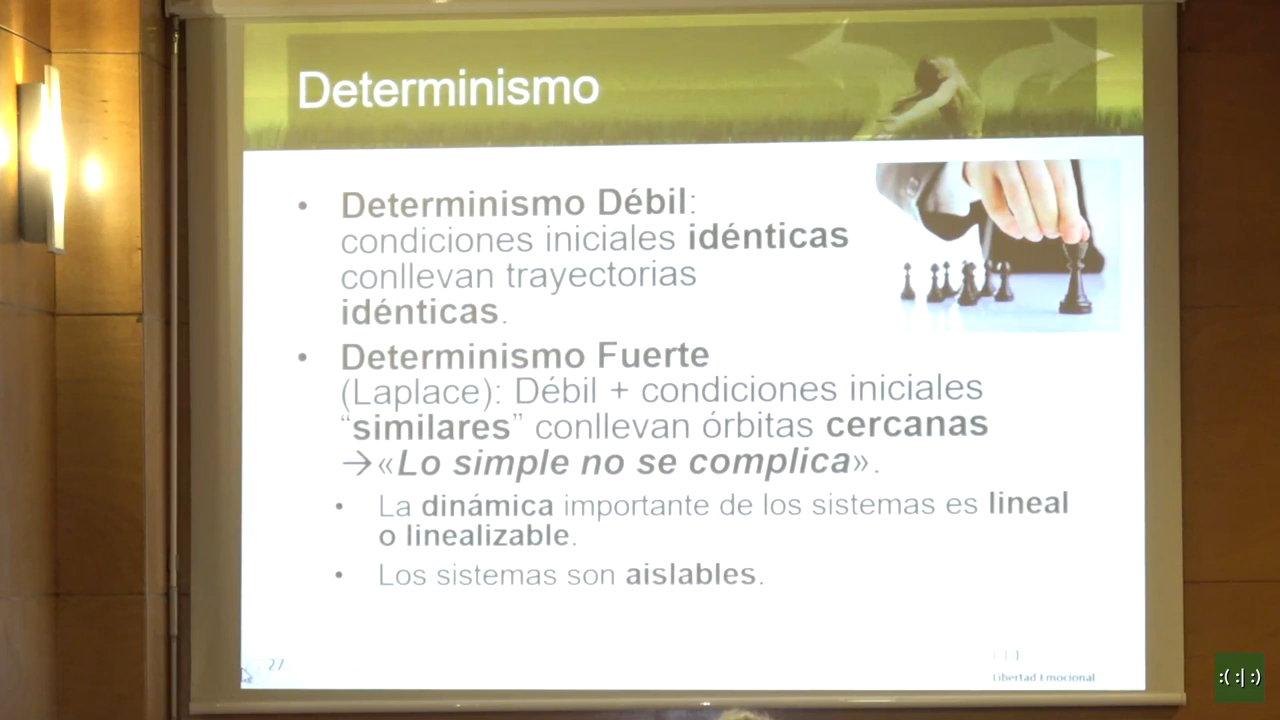 Determinismo
• Determinismo Débil:
condiciones iniciales idénticas
conllevan trayectorias
idénticas.
• Determinismo Fuerte
(Laplace): Débil + condiciones iniciales
“similares” conllevan órbitas cercanas
→«Lo simple no se complica».
• La dinámica importante de los sistemas es lineal
o linealizable.
• Los sistemas son aislables.
27
Libertad Emocional
:( :| :)